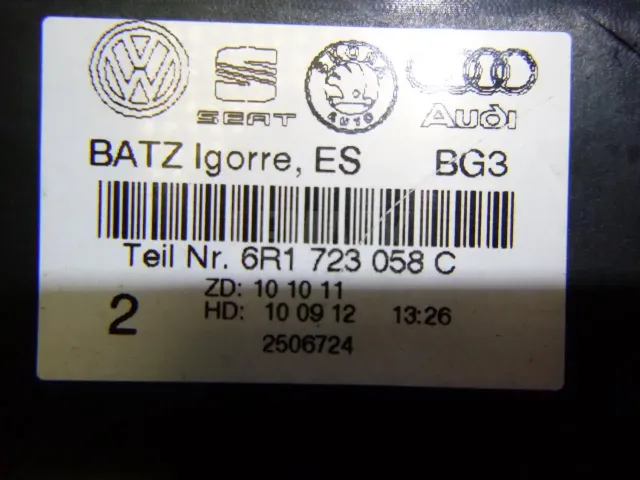 SEAT
SKODA
AUTO
Audi
BATZ Igorre, ES BG3
Teil Nr. 6R1 723 058 C
2
ZD: 10 10 11
HD: 10 09 12 13:26
2506724